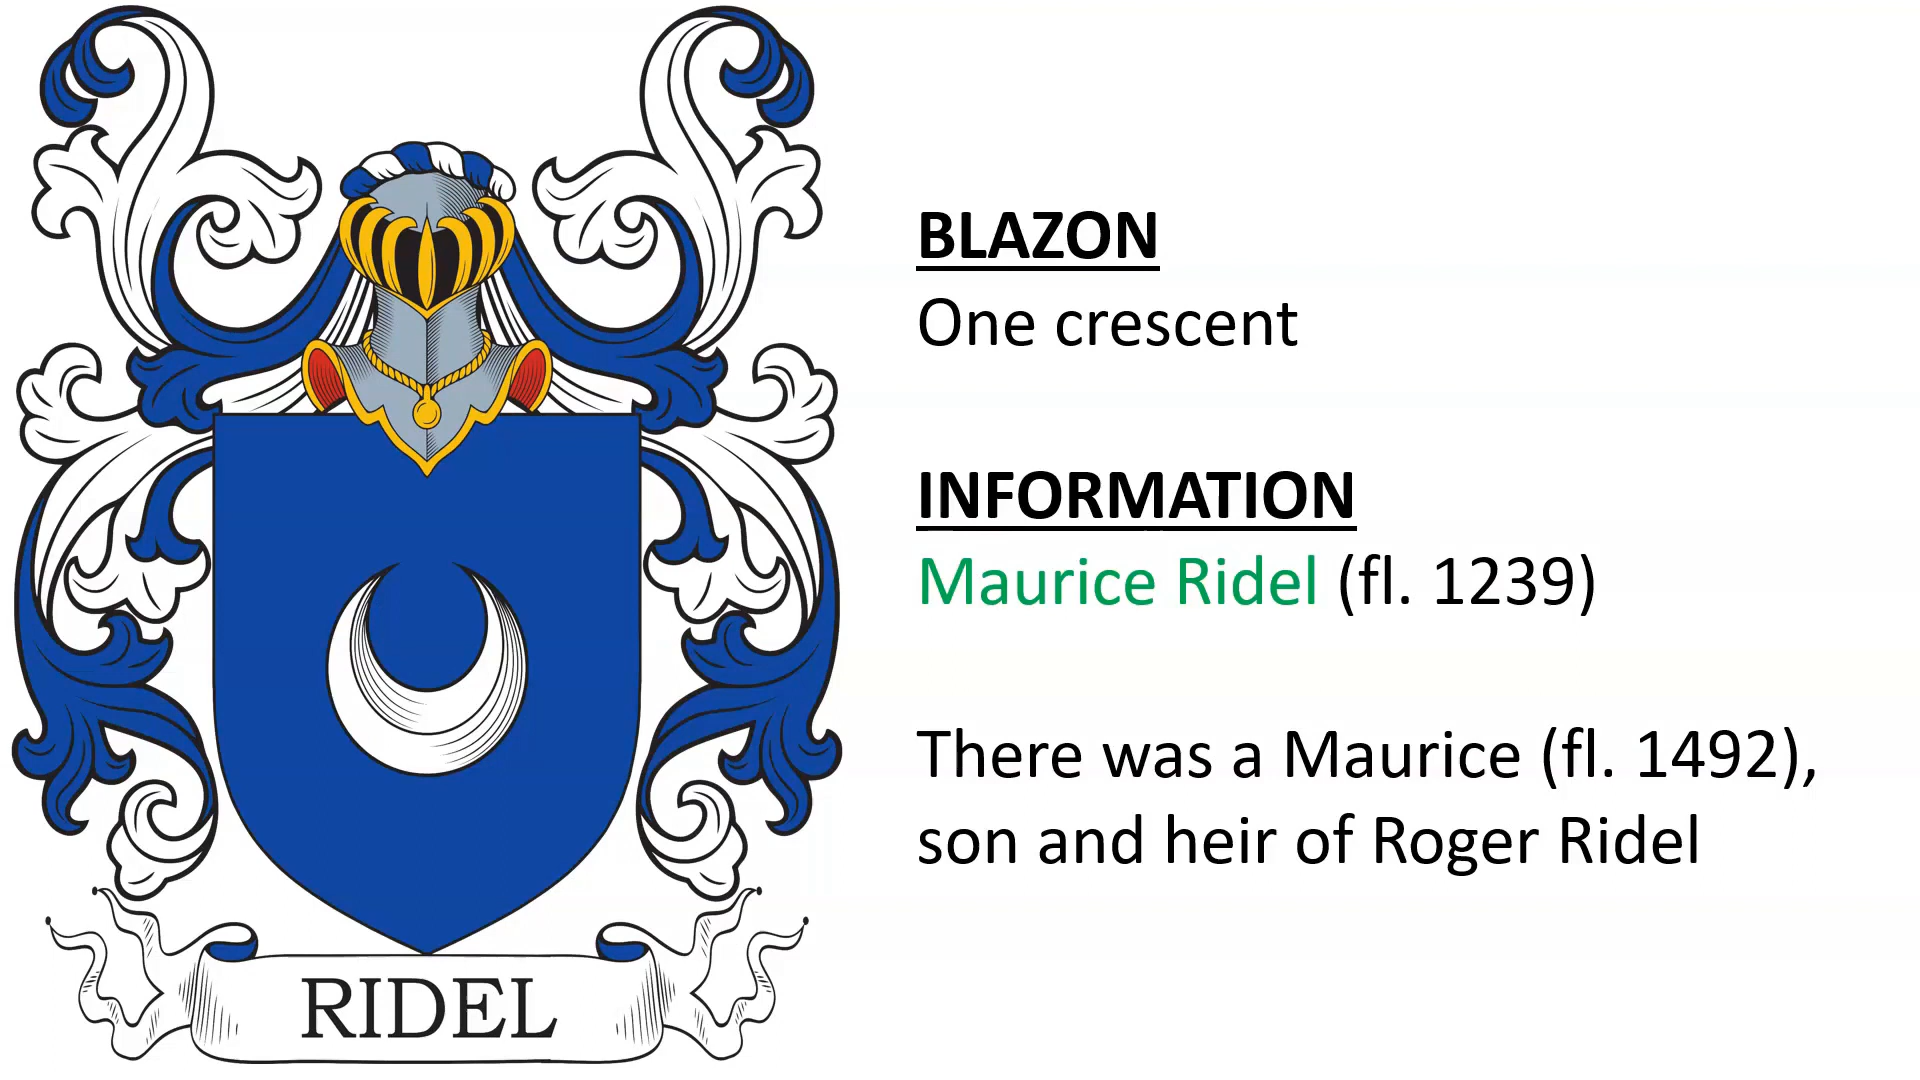 BLAZON
One crescent
INFORMATION
Maurice Ridel (fl. 1239)
There was a Maurice (fl. 1492),
son and heir of Roger Ridel
RIDEL